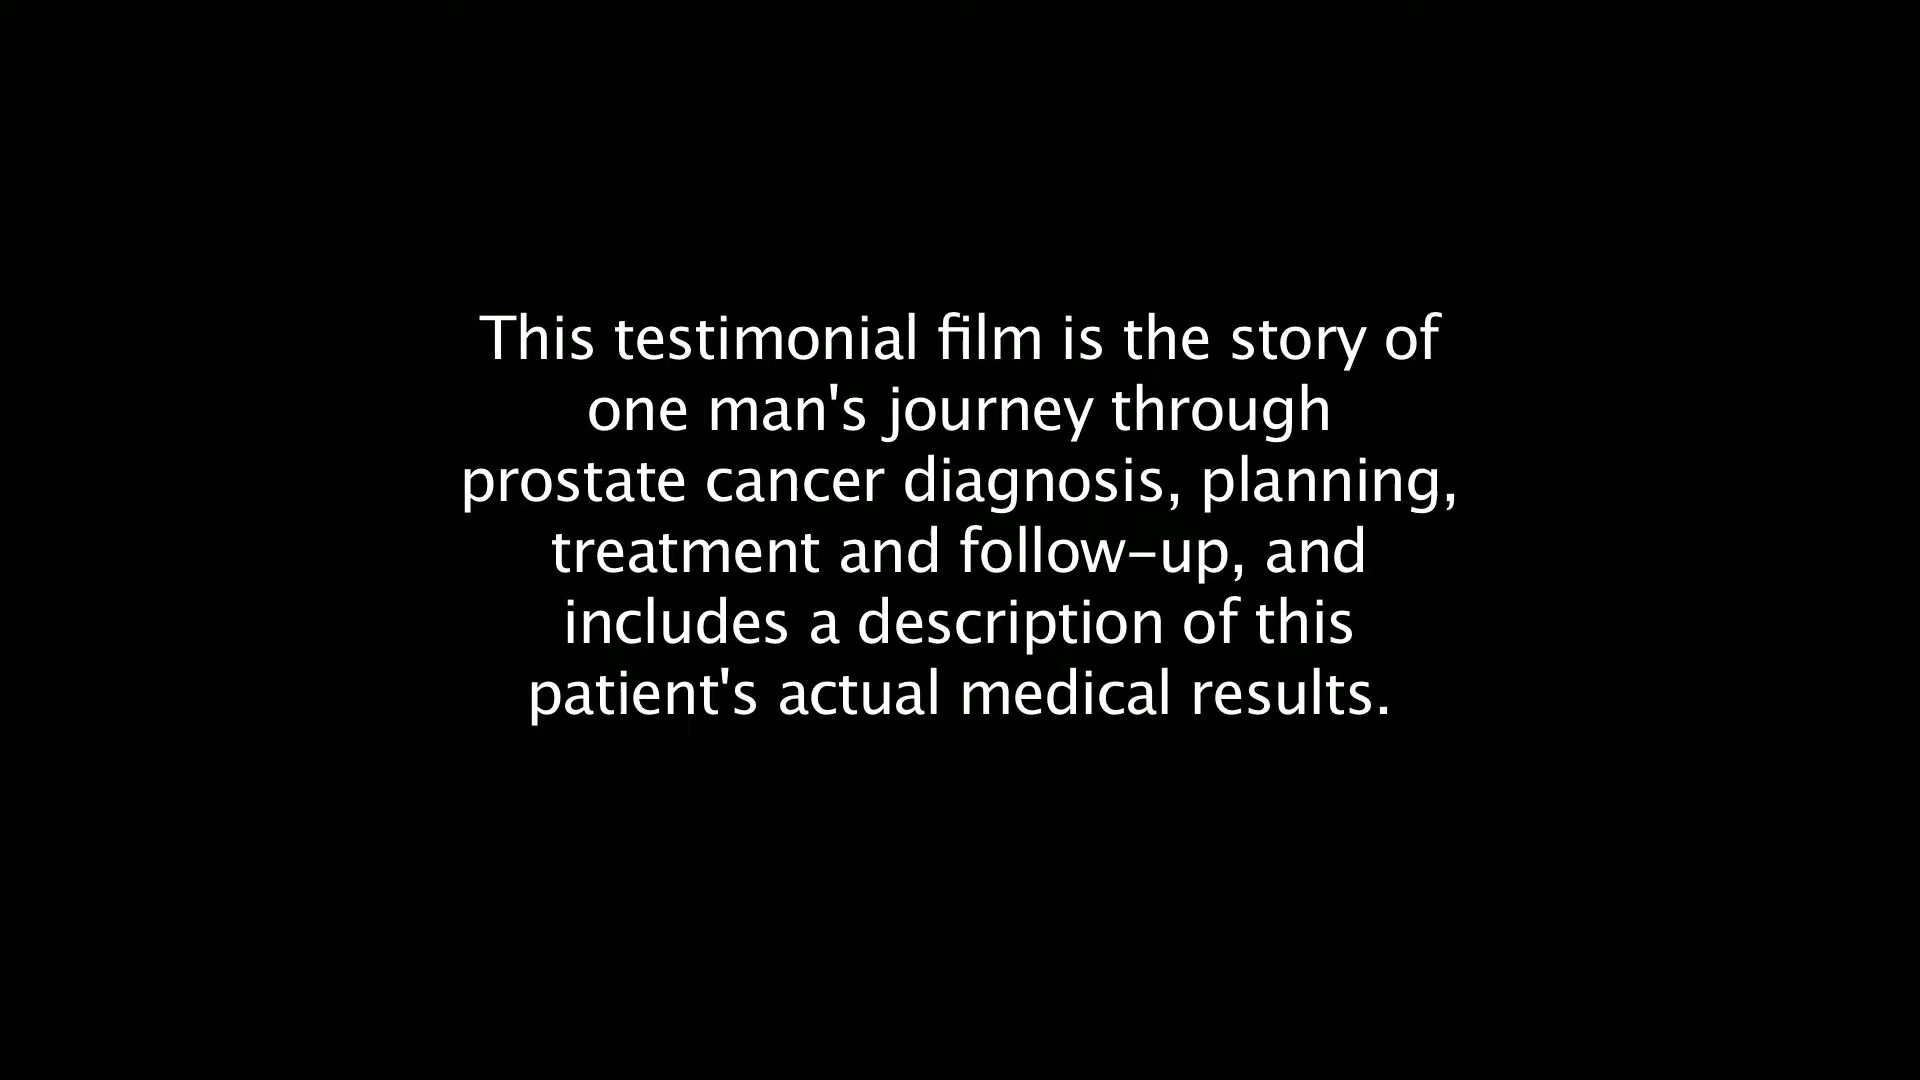 This testimonial film is the story of
one man's journey through
prostate cancer diagnosis, planning,
treatment and follow-up, and
includes a description of this
patient's actual medical results.